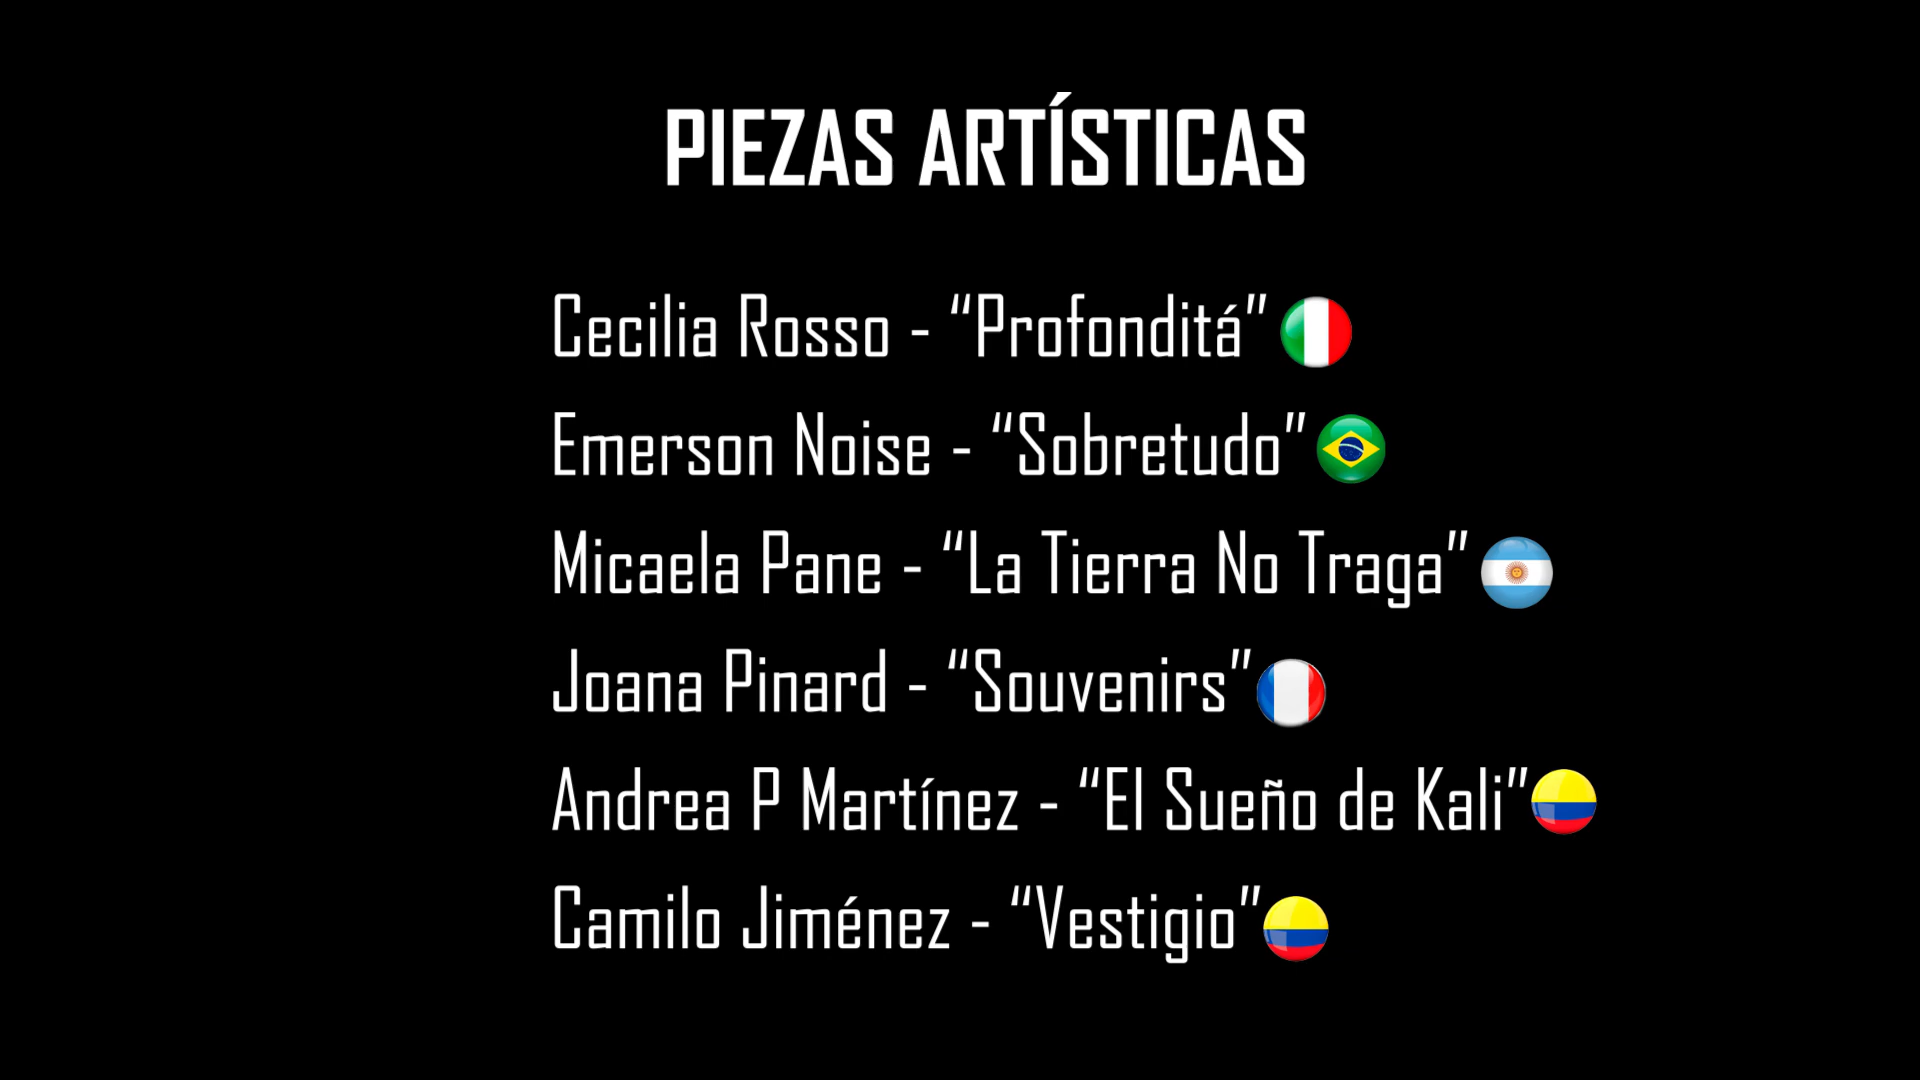 PIEZAS ARTÍSTICAS
Cecilia Rosso - “Profonditá”
Emerson Noise - “Sobretudo”
Micaela Pane - “La Tierra No Traga”
Joana Pinard - “Souvenirs”
Andrea P Martínez - “El Sueño de Kali”
Camilo Jiménez - “Vestigio”